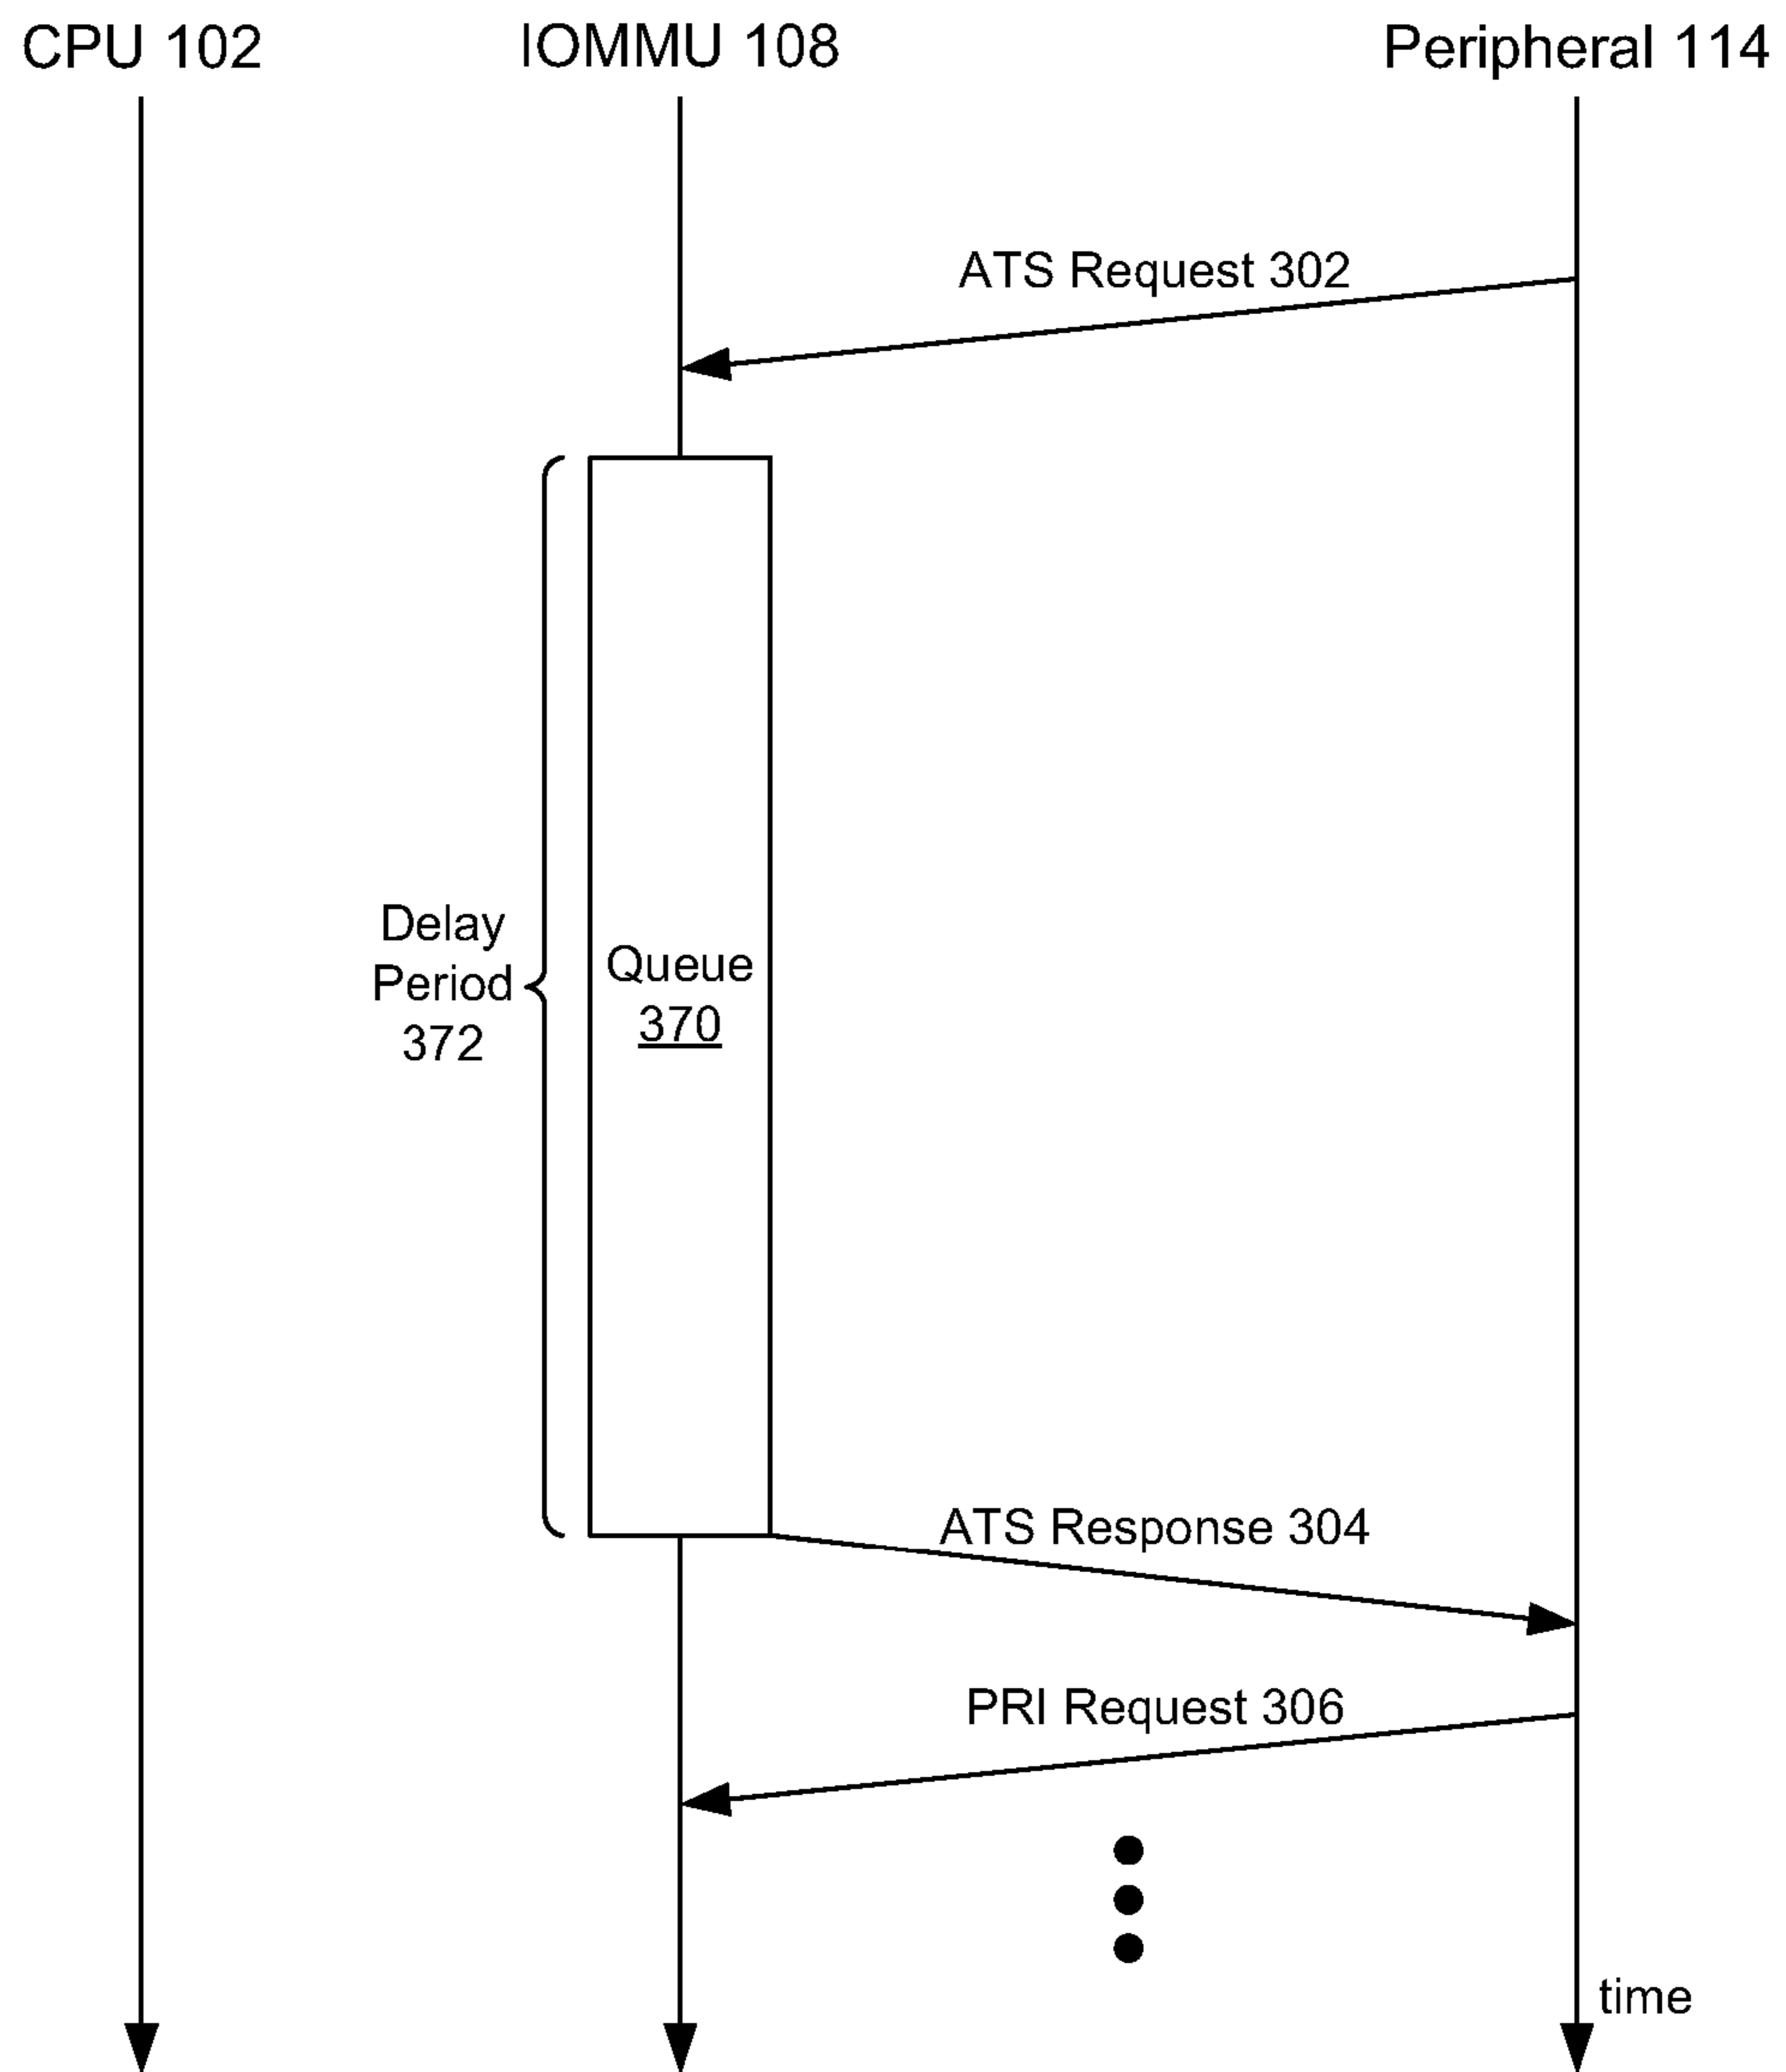 CPU 102
IOMMU 108
Peripheral 114
ATS Request 302
Delay
Period
372
Queue
370
ATS Response 304
PRI Request 306
time